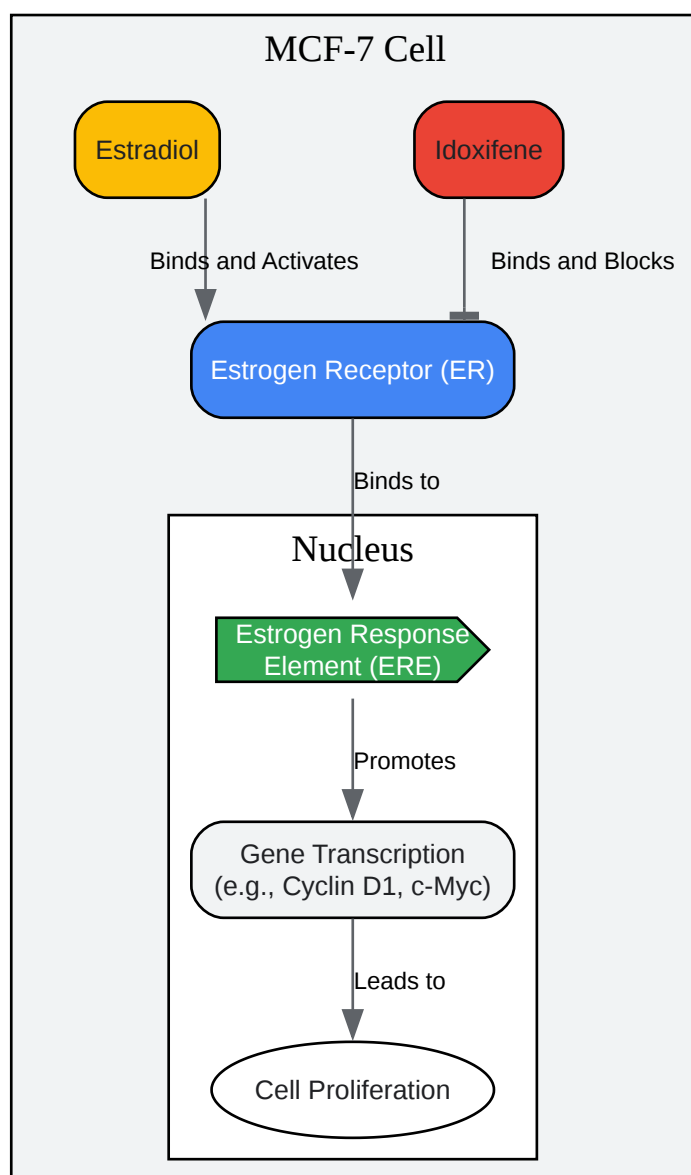 MCF-7 Cell
Estradiol
Idoxifene
Binds and Activates
Binds and Blocks
Estrogen Receptor (ER)
Binds to
Nucleus
Estrogen Response
Element (ERE)
Promotes
Gene Transcription
(e.g., Cyclin D1, c-Myc)
Leads to
Cell Proliferation